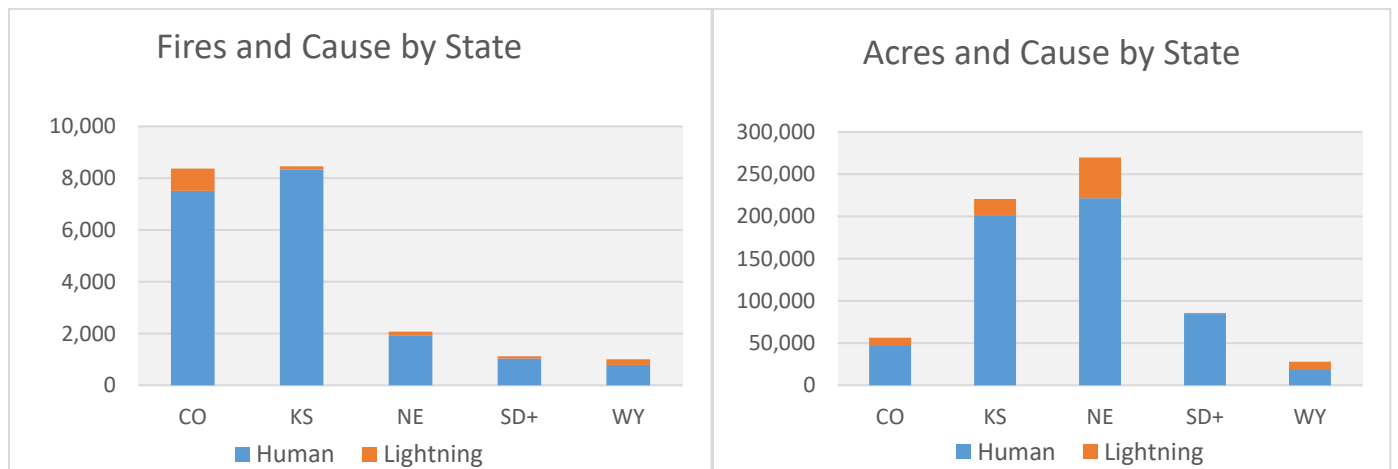 Fires and Cause by State
10,000
8,000
6,000
4,000
2,000
0
CO KS NE SD+ WY
Human Lightning
Acres and Cause by State
300,000
250,000
200,000
150,000
100,000
50,000
0
CO KS NE SD+ WY
Human Lightning